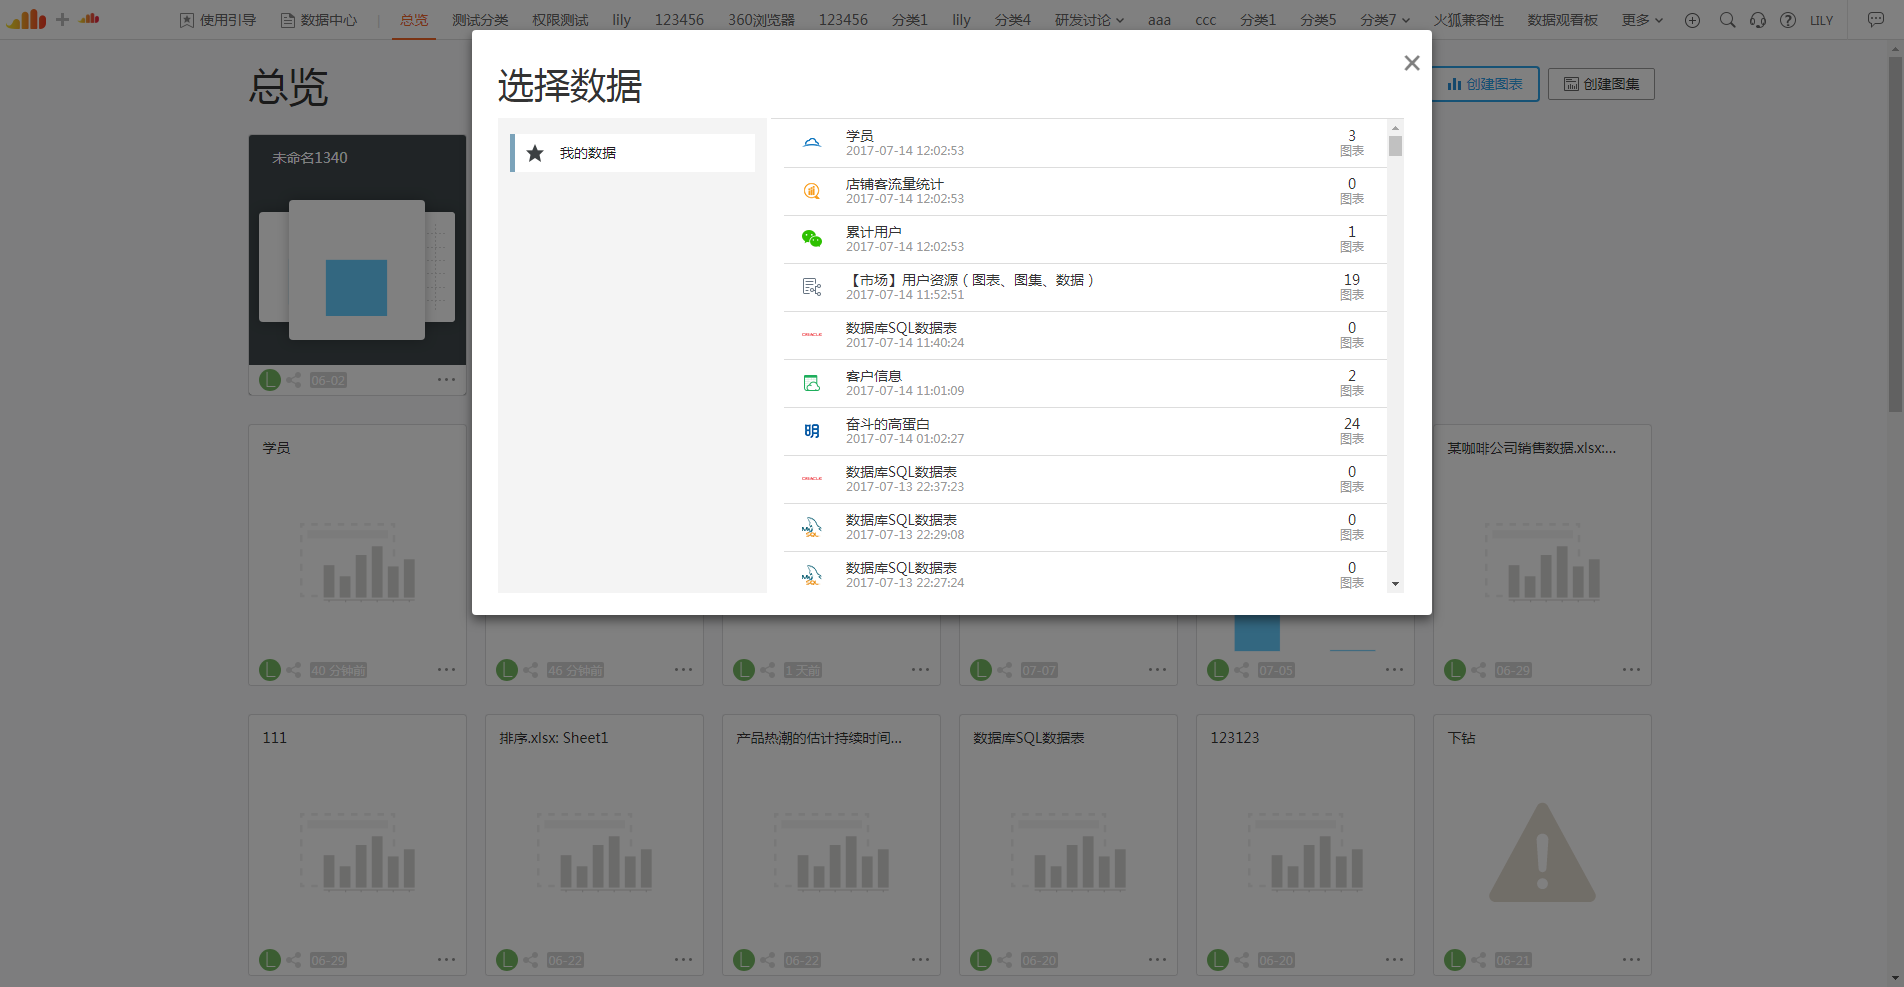 使用引导 数据中心 总览 测试分类 权限测试 lily 123456 360浏览器 123456 分类1 lily 分类4 研发讨论 aaa ccc 分类1 分类5 分类7 火狐兼容性 数据观看板 更多 LILY
总览
创建图表 创建图集
选择数据
我的数据
学员 3
2017-07-14 12:02:53 图表
店铺客流量统计 0
2017-07-14 12:02:53 图表
累计用户 1
2017-07-14 12:02:53 图表
【市场】用户资源（图表、图集、数据） 19
2017-07-14 11:52:51 图表
ORACLE 数据库SQL数据表 0
2017-07-14 11:40:24 图表
客户信息 2
2017-07-14 11:01:09 图表
明 奋斗的高蛋白 24
2017-07-14 01:02:27 图表
ORACLE 数据库SQL数据表 0
2017-07-13 22:37:23 图表
MySQL 数据库SQL数据表 0
2017-07-13 22:29:08 图表
MySQL 数据库SQL数据表 0
2017-07-13 22:27:24 图表
未命名1340
L 06-02
学员 某咖啡公司销售数据.xlsx:...
L 40 分钟前 L 46 分钟前 L 1 天前 L 07-07 L 07-05 L 06-29
111 排序.xlsx: Sheet1 产品热潮的估计持续时间... 数据库SQL数据表 123123 下钻
L 06-29 L 06-22 L 06-22 L 06-20 L 06-20 L 06-21